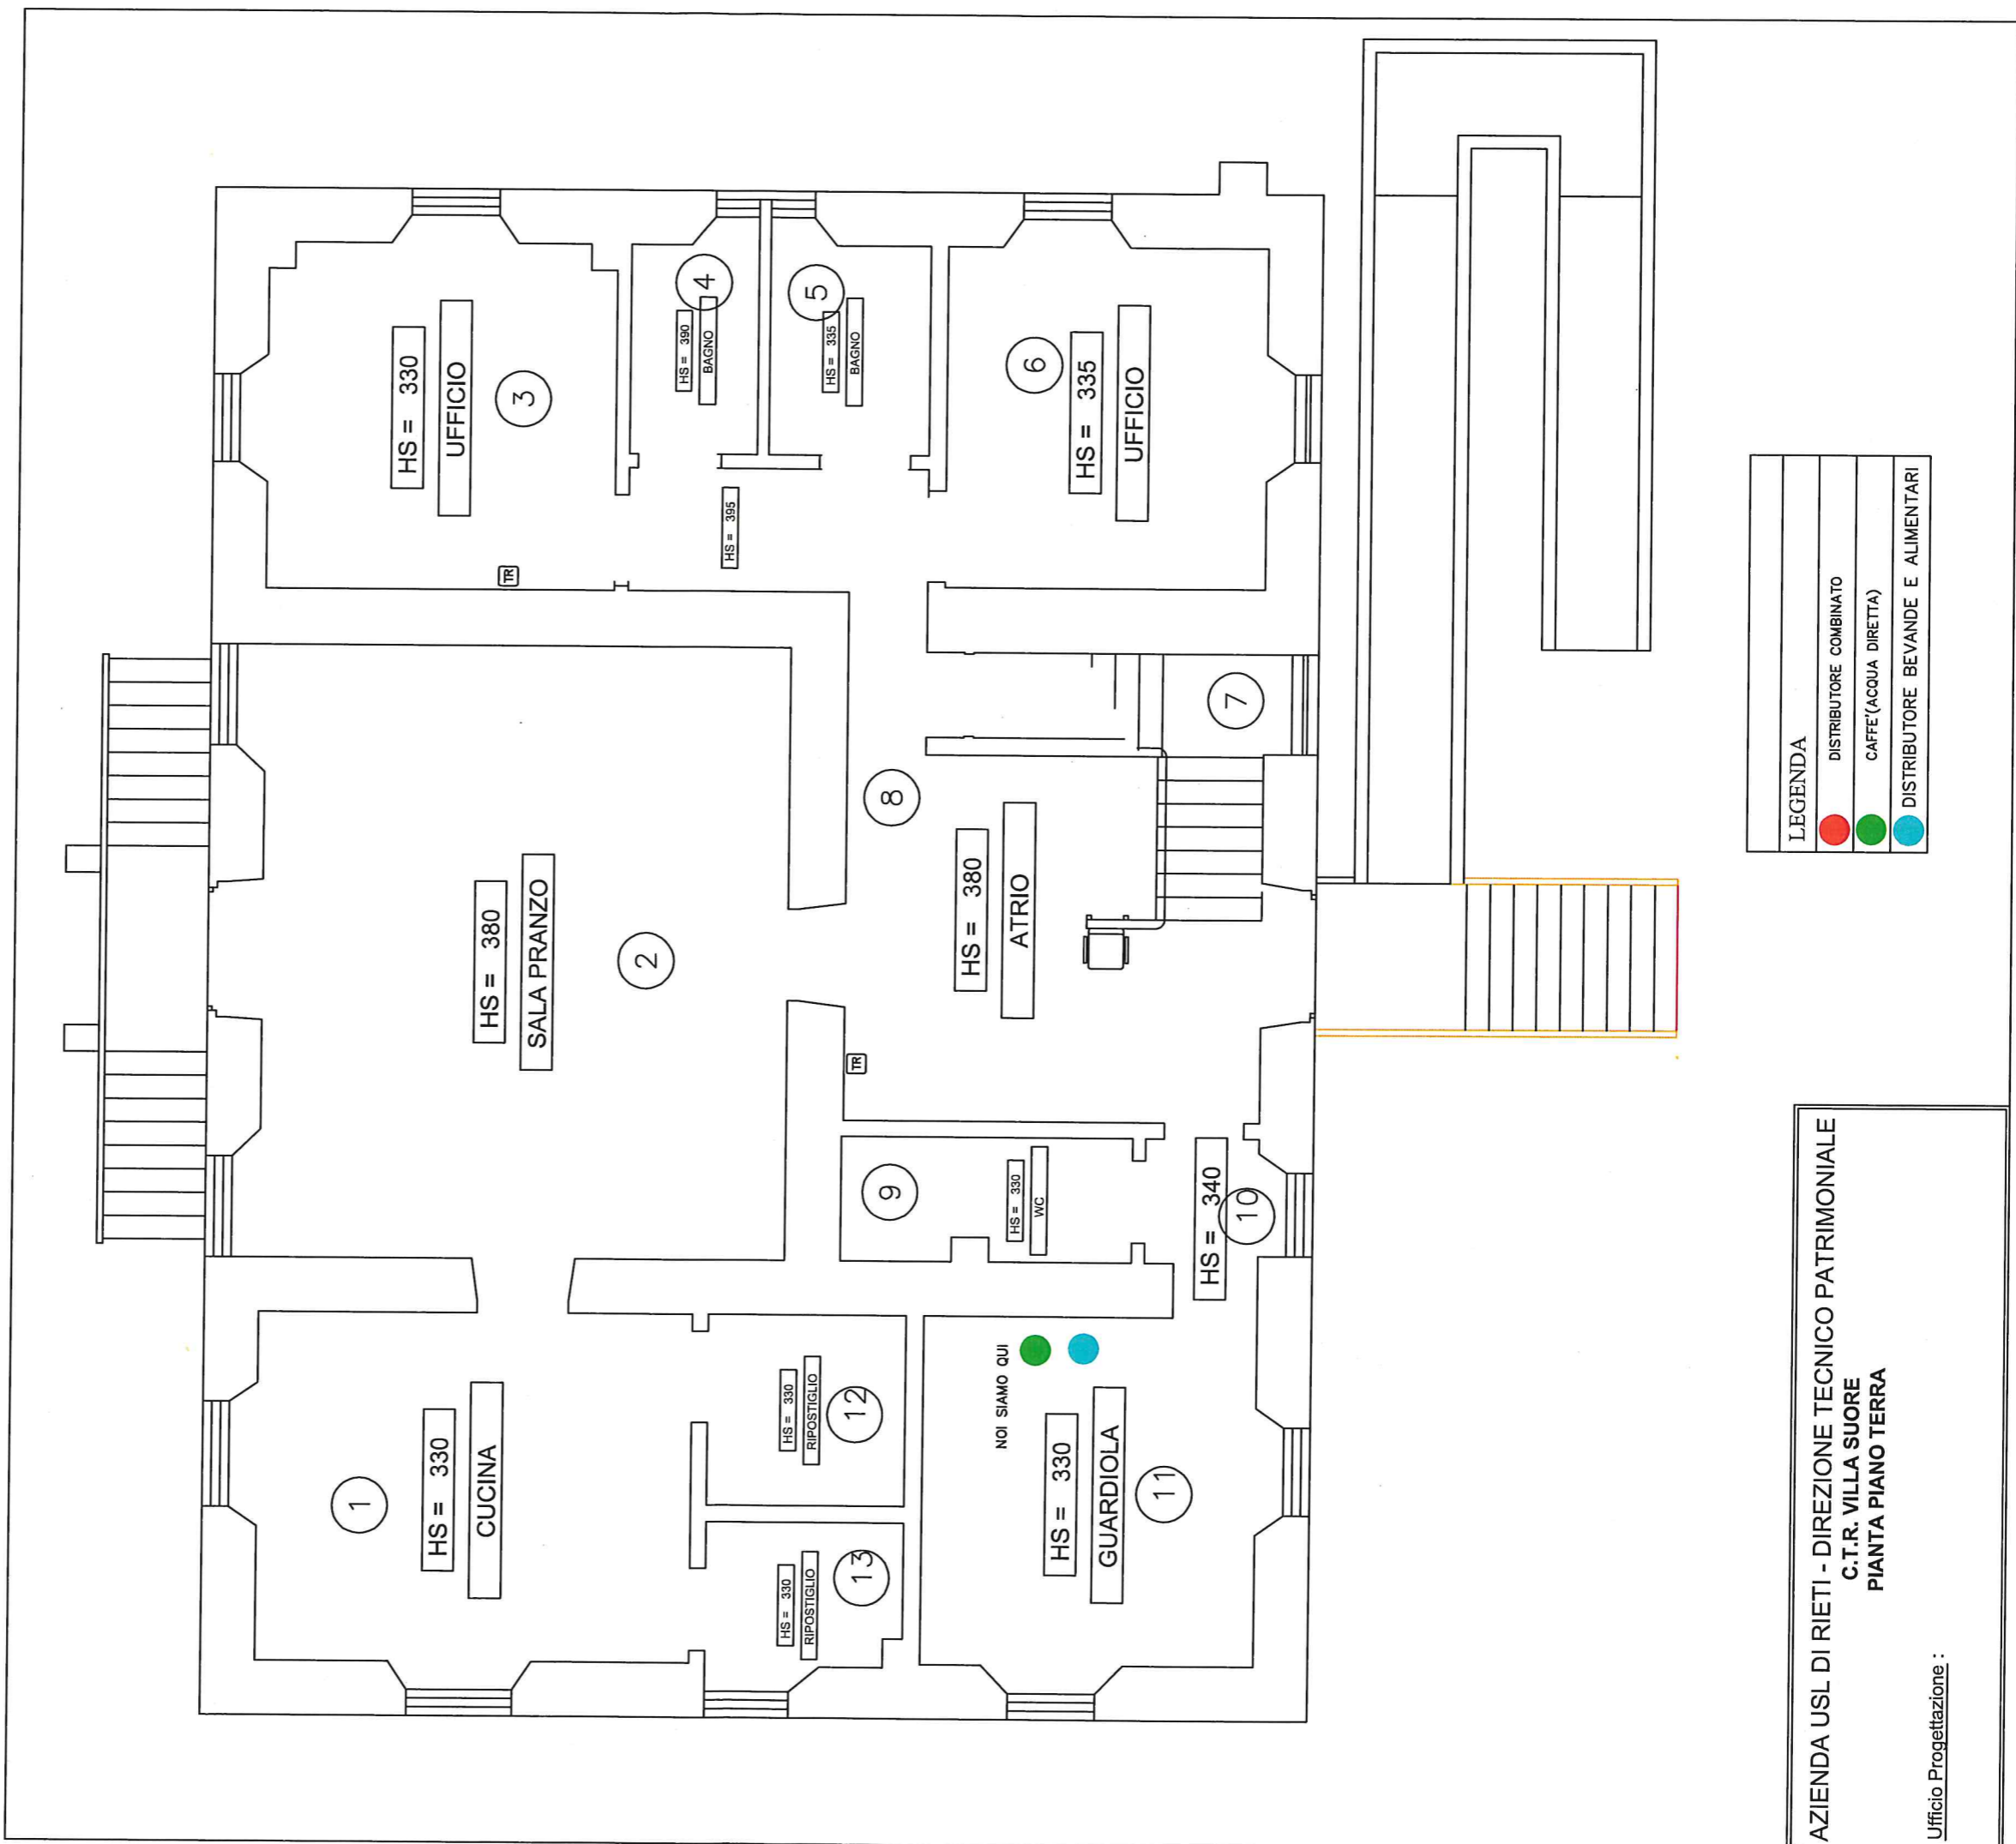 HS = 330
CUCINA
1
HS = 380
SALA PRANZO
2
HS = 330
UFFICIO
3
TR
HS = 390
BAGNO
4
HS = 335
BAGNO
5
HS = 395
6
HS = 335
UFFICIO
7
8
HS = 380
ATRIO
TR
9
HS = 330
WC
HS = 340
10
NOI SIAMO QUI
HS = 330
GUARDIOLA
11
HS = 330
RIPOSTIGLIO
12
HS = 330
RIPOSTIGLIO
13
LEGENDA
DISTRIBUTORE COMBINATO
CAFFE'(ACQUA DIRETTA)
DISTRIBUTORE BEVANDE E ALIMENTARI
AZIENDA USL DI RIETI - DIREZIONE TECNICO PATRIMONIALE
C.T.R. VILLA SUORE
PIANTA PIANO TERRA
Ufficio Progettazione :